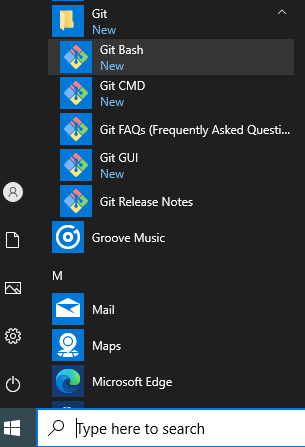 Git
New
Git Bash
New
Git CMD
New
Git FAQs (Frequently Asked Questi...
Git GUI
New
Git Release Notes
Groove Music
M
Mail
Maps
Microsoft Edge
Type here to search